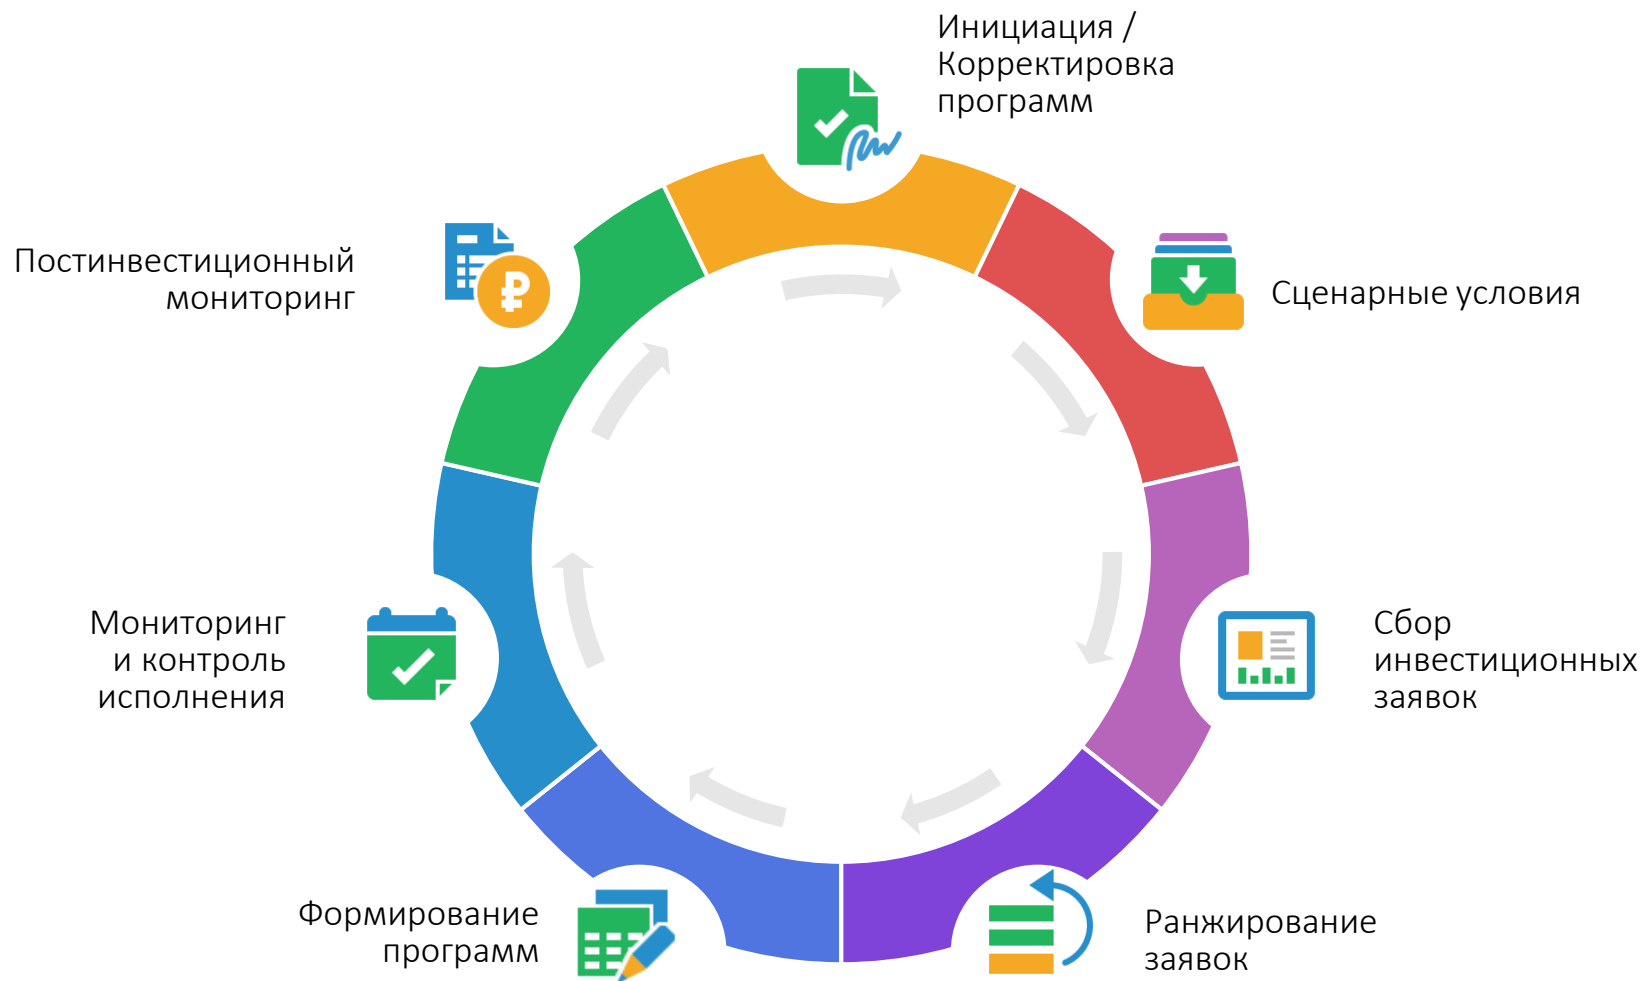 Инициация /
Корректировка
программ
Сценарные условия
Сбор
инвестиционных
заявок
Ранжирование
заявок
Формирование
программ
Мониторинг
и контроль
исполнения
Постинвестиционный
мониторинг
₽